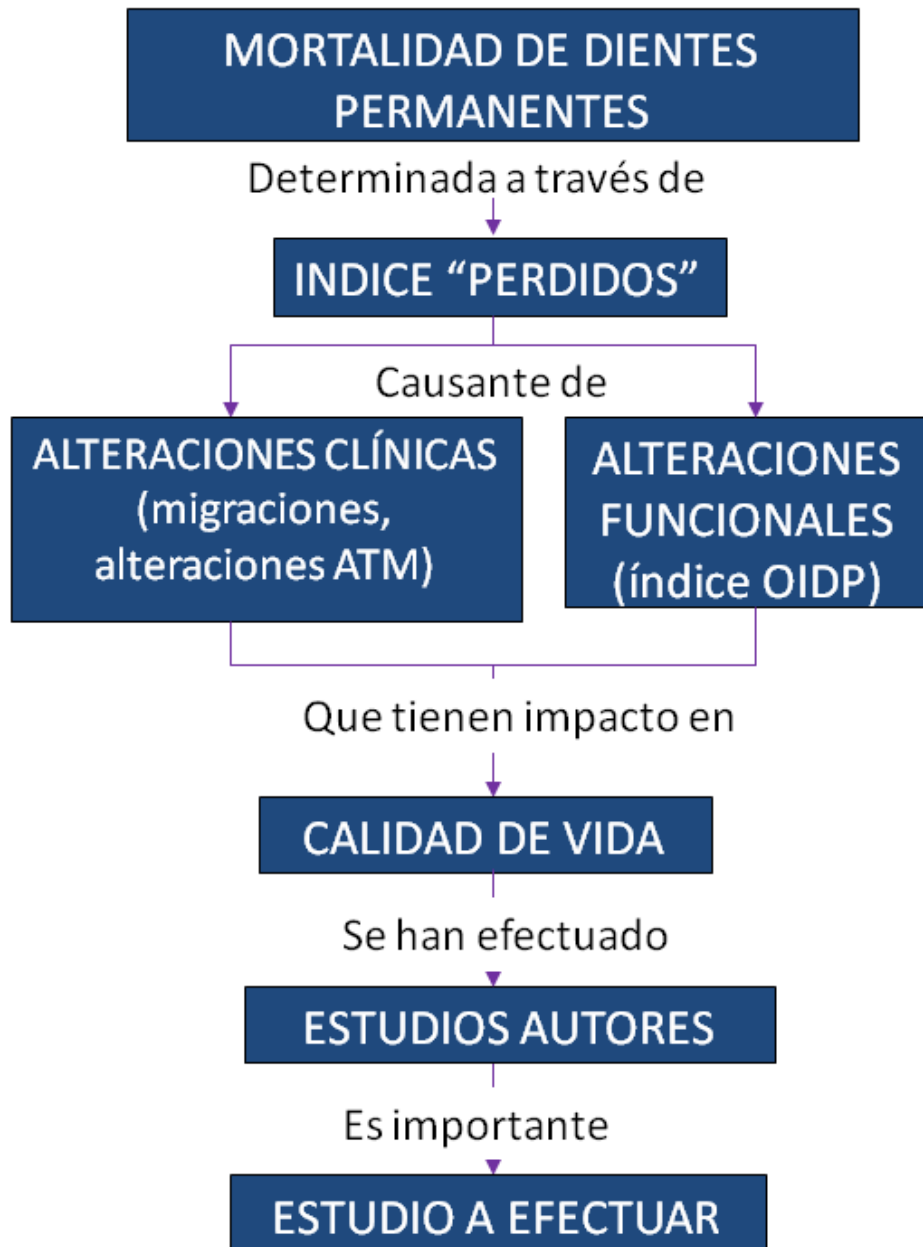 MORTALIDAD DE DIENTES
PERMANENTES
Determinada a través de
INDICE “PERDIDOS”
Causante de
ALTERACIONES CLÍNICAS
(migraciones,
alteraciones ATM)
ALTERACIONES
FUNCIONALES
(índice OIDP)
Que tienen impacto en
CALIDAD DE VIDA
Se han efectuado
ESTUDIOS AUTORES
Es importante
ESTUDIO A EFECTUAR